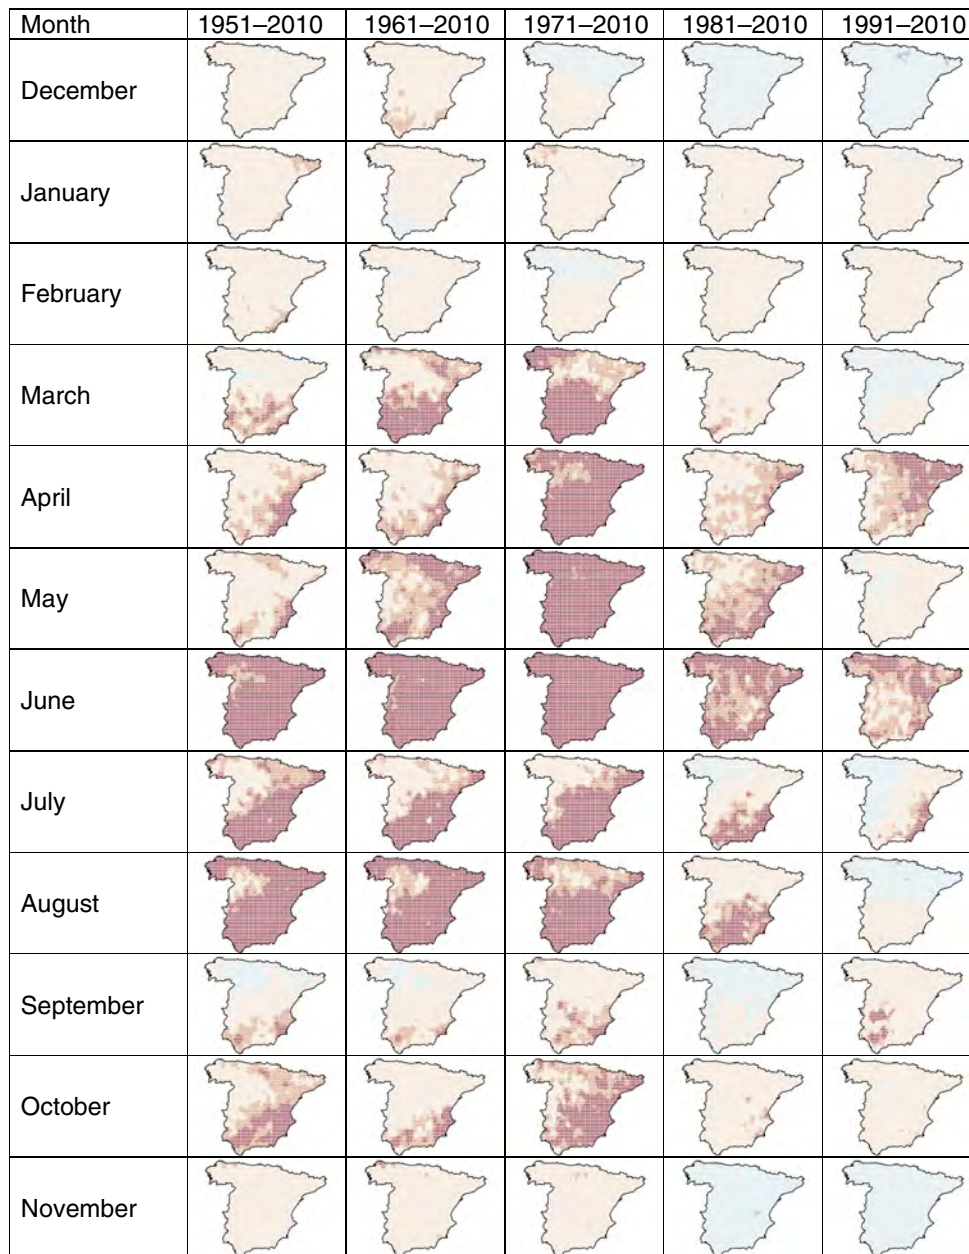 Month 1951–2010 1961–2010 1971–2010 1981–2010 1991–2010
December
January
February
March
April
May
June
July
August
September
October
November